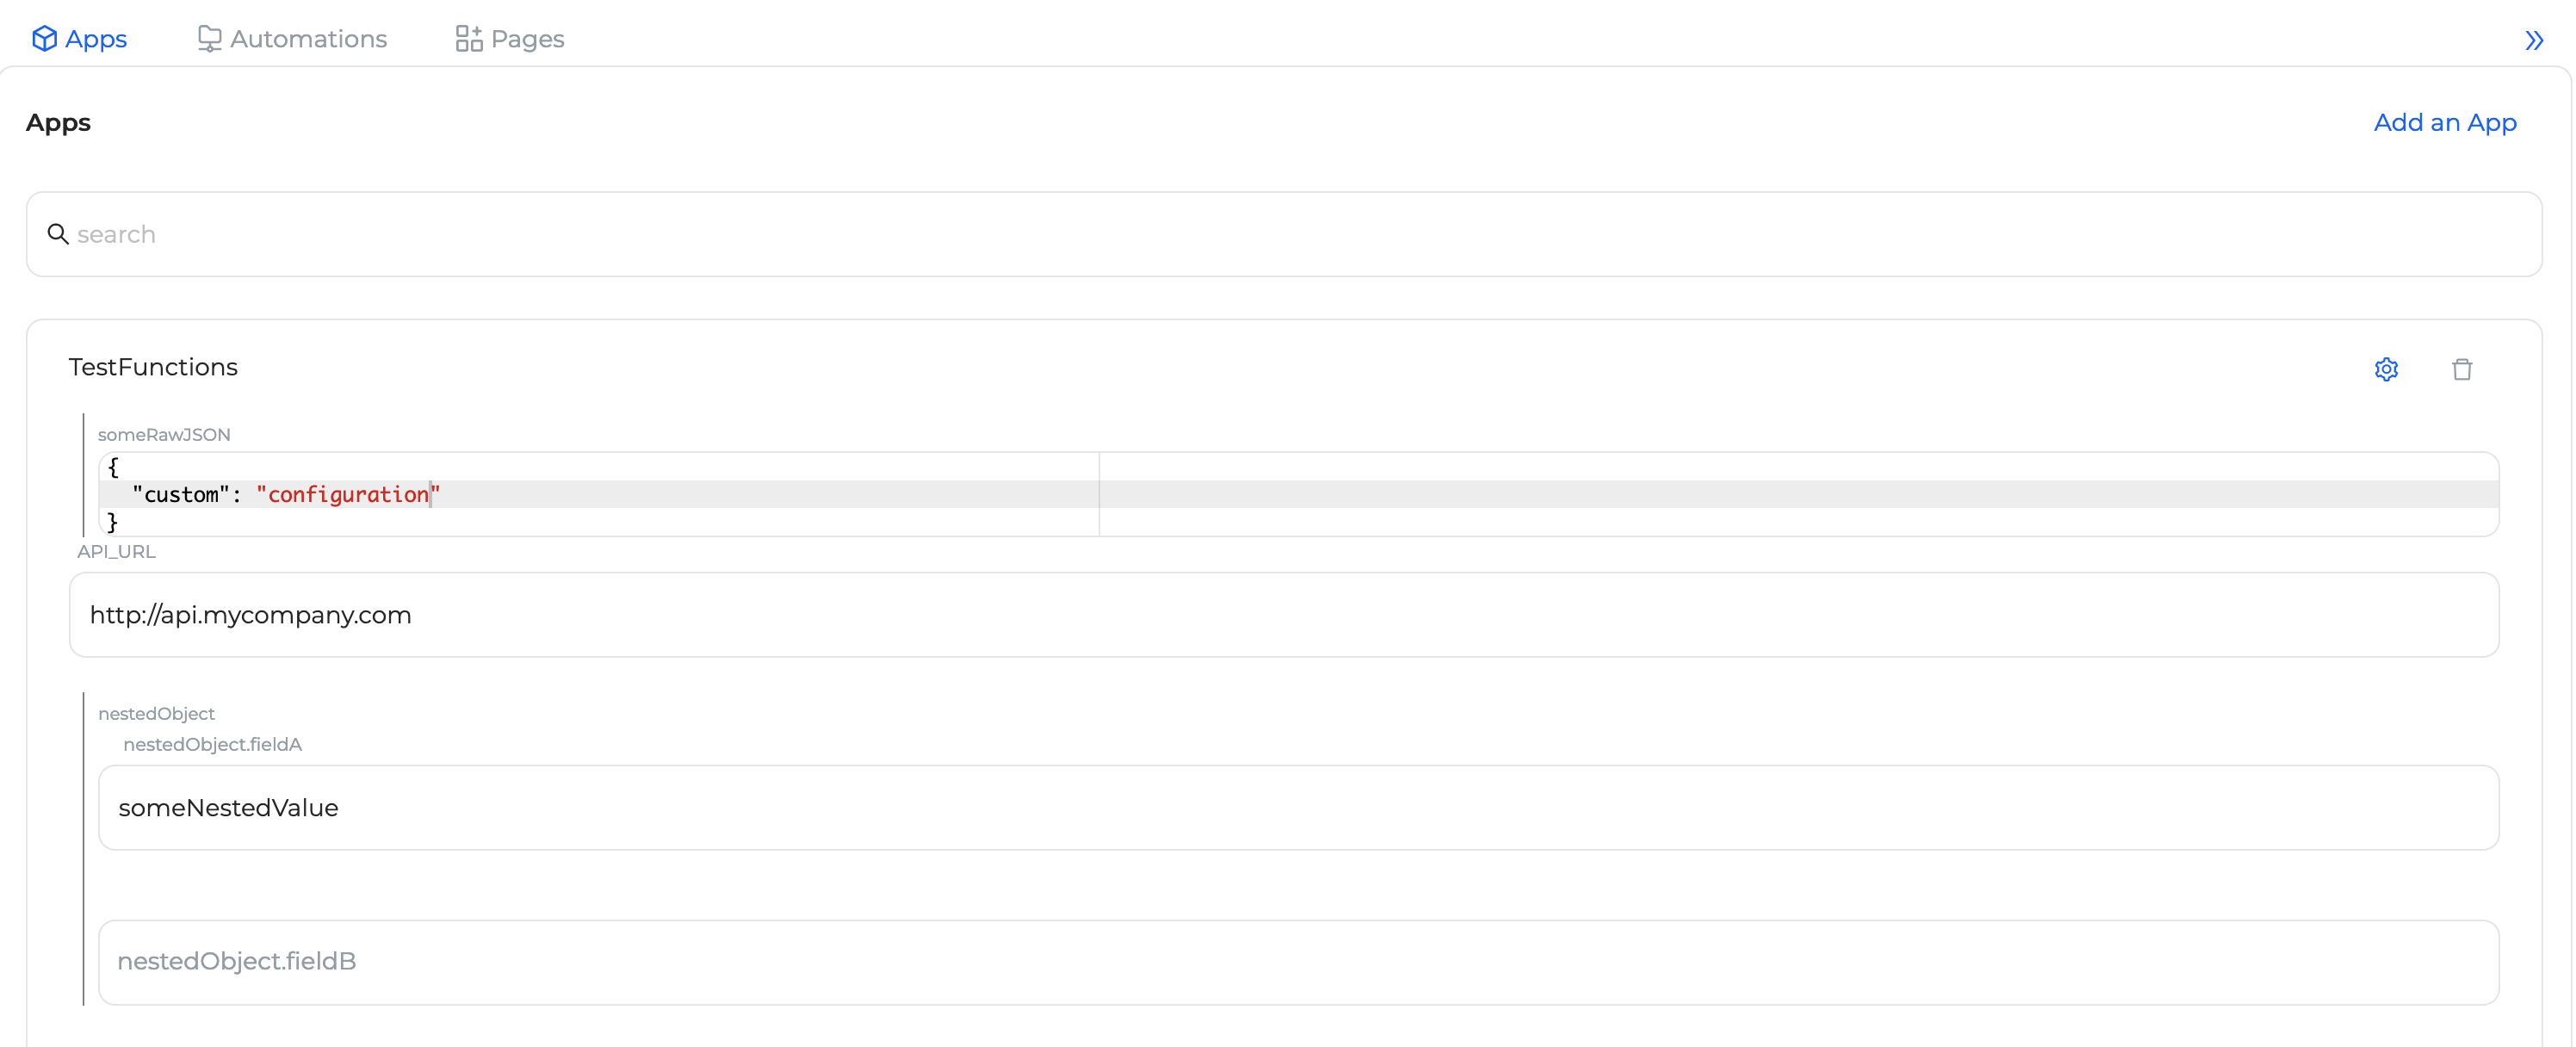 Apps Automations Pages
Apps Add an App
search
TestFunctions
someRawJSON
{
"custom": "configuration"
}
API_URL
http://api.mycompany.com
nestedObject
nestedObject.fieldA
someNestedValue
nestedObject.fieldB